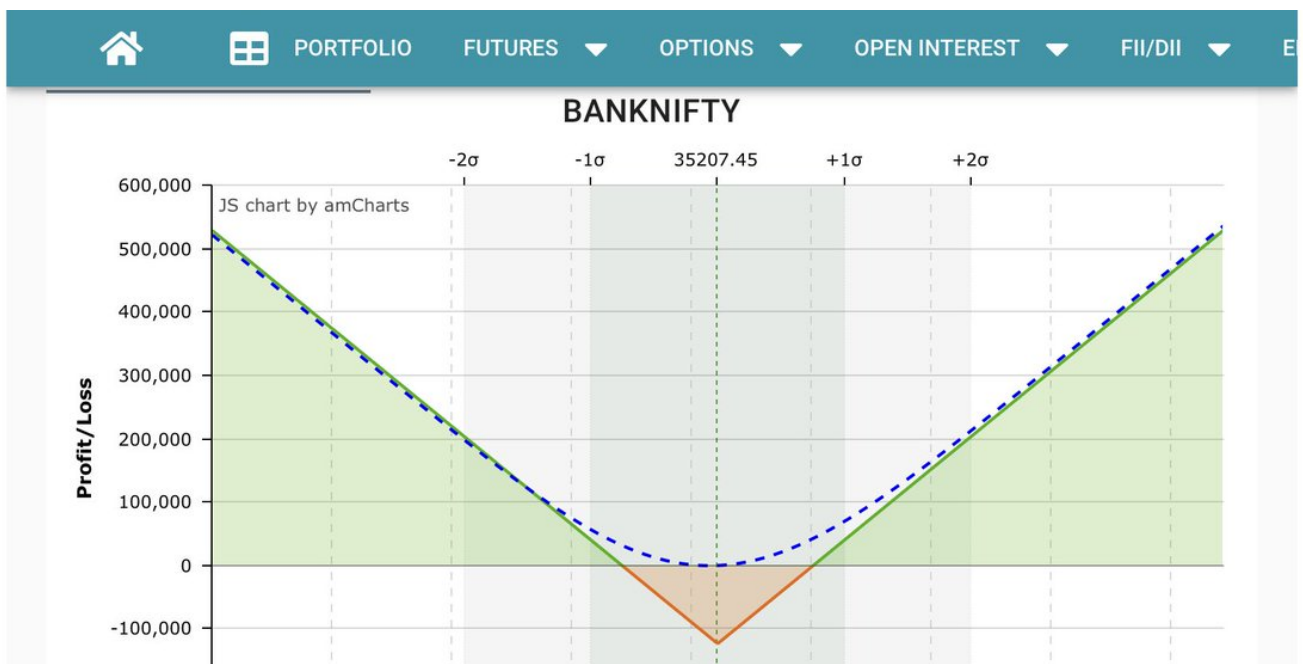 PORTFOLIO FUTURES OPTIONS OPEN INTEREST FII/DII
BANKNIFTY
-2σ -1σ 35207.45 +1σ +2σ
600,000
JS chart by amCharts
500,000
400,000
300,000
200,000
100,000
0
-100,000
Profit/Loss